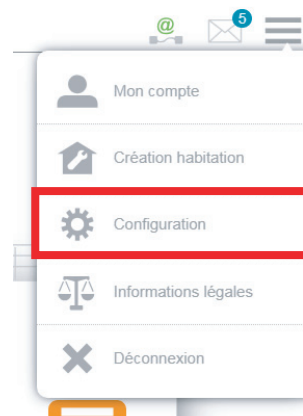 @
5
Mon compte
Création habitation
Configuration
Informations légales
Déconnexion